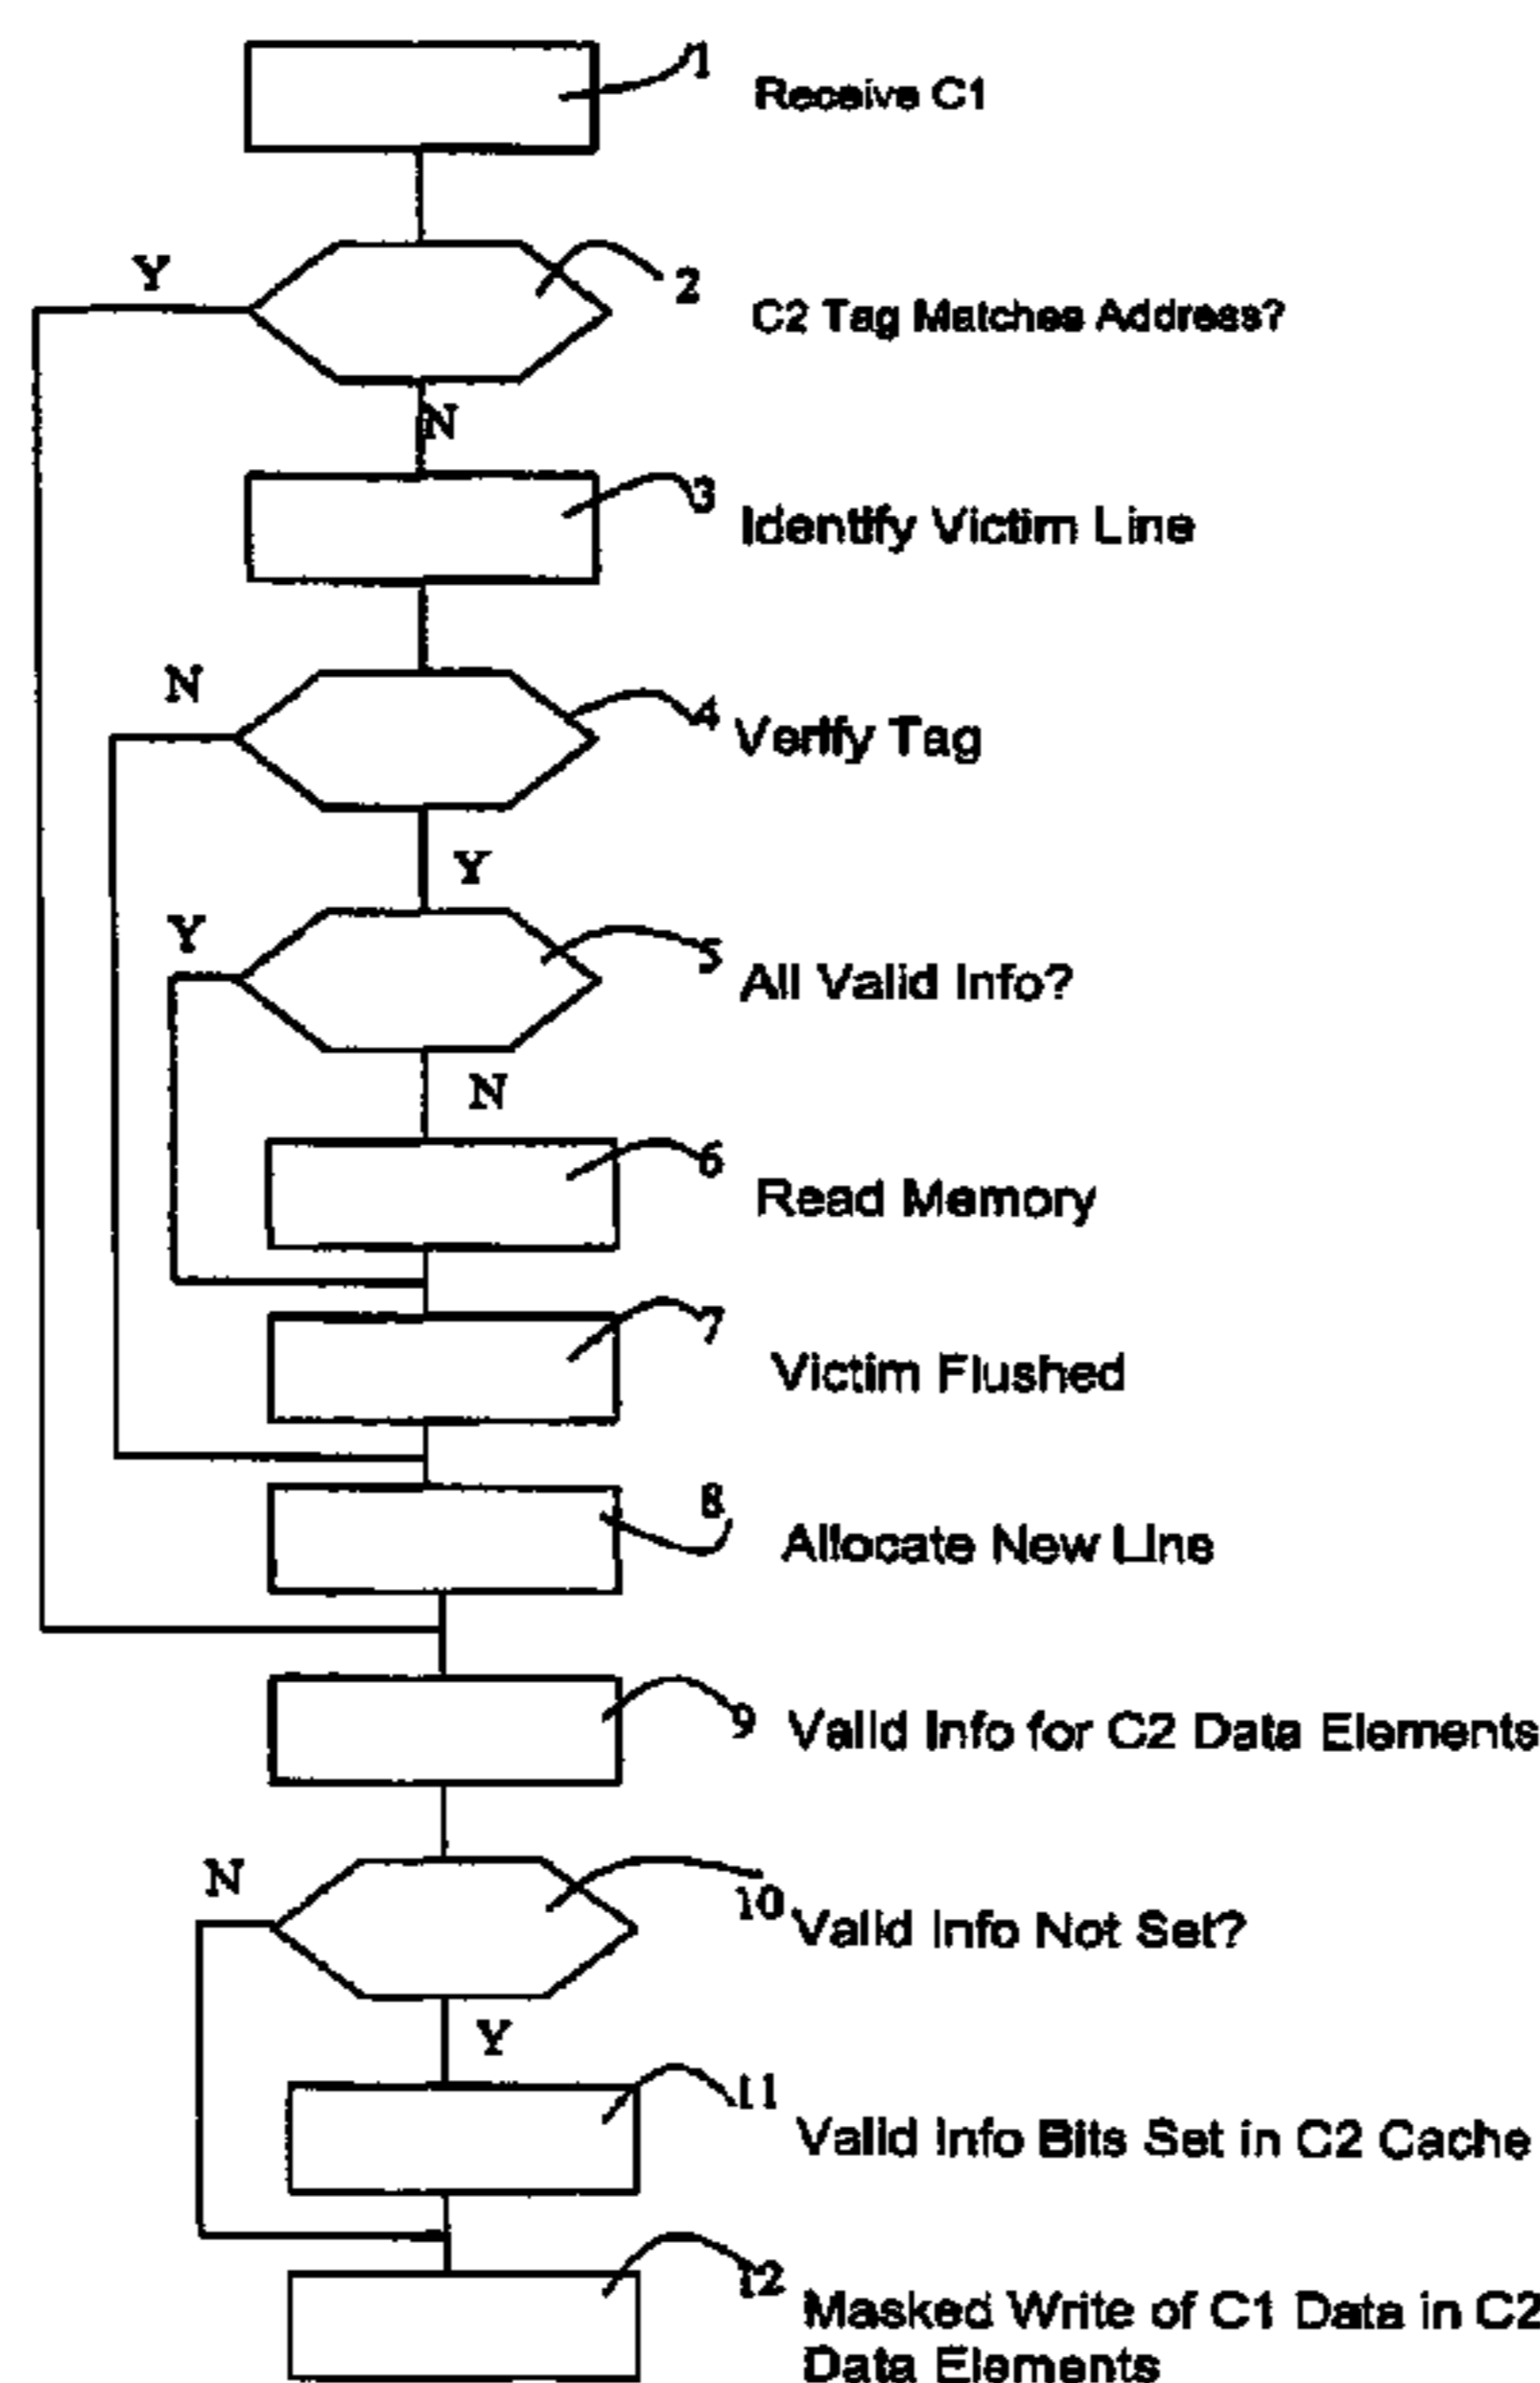 1
Receive C1
Y
2
C2 Tag Matches Address?
N
3
Identify Victim Line
N
4
Verify Tag
Y
Y
5
All Valid Info?
N
6
Read Memory
7
Victim Flushed
8
Allocate New Line
9
Valid Info for C2 Data Elements
N
10
Valid Info Not Set?
Y
11
Valid Info Bits Set in C2 Cache
12
Masked Write of C1 Data in C2
Data Elements